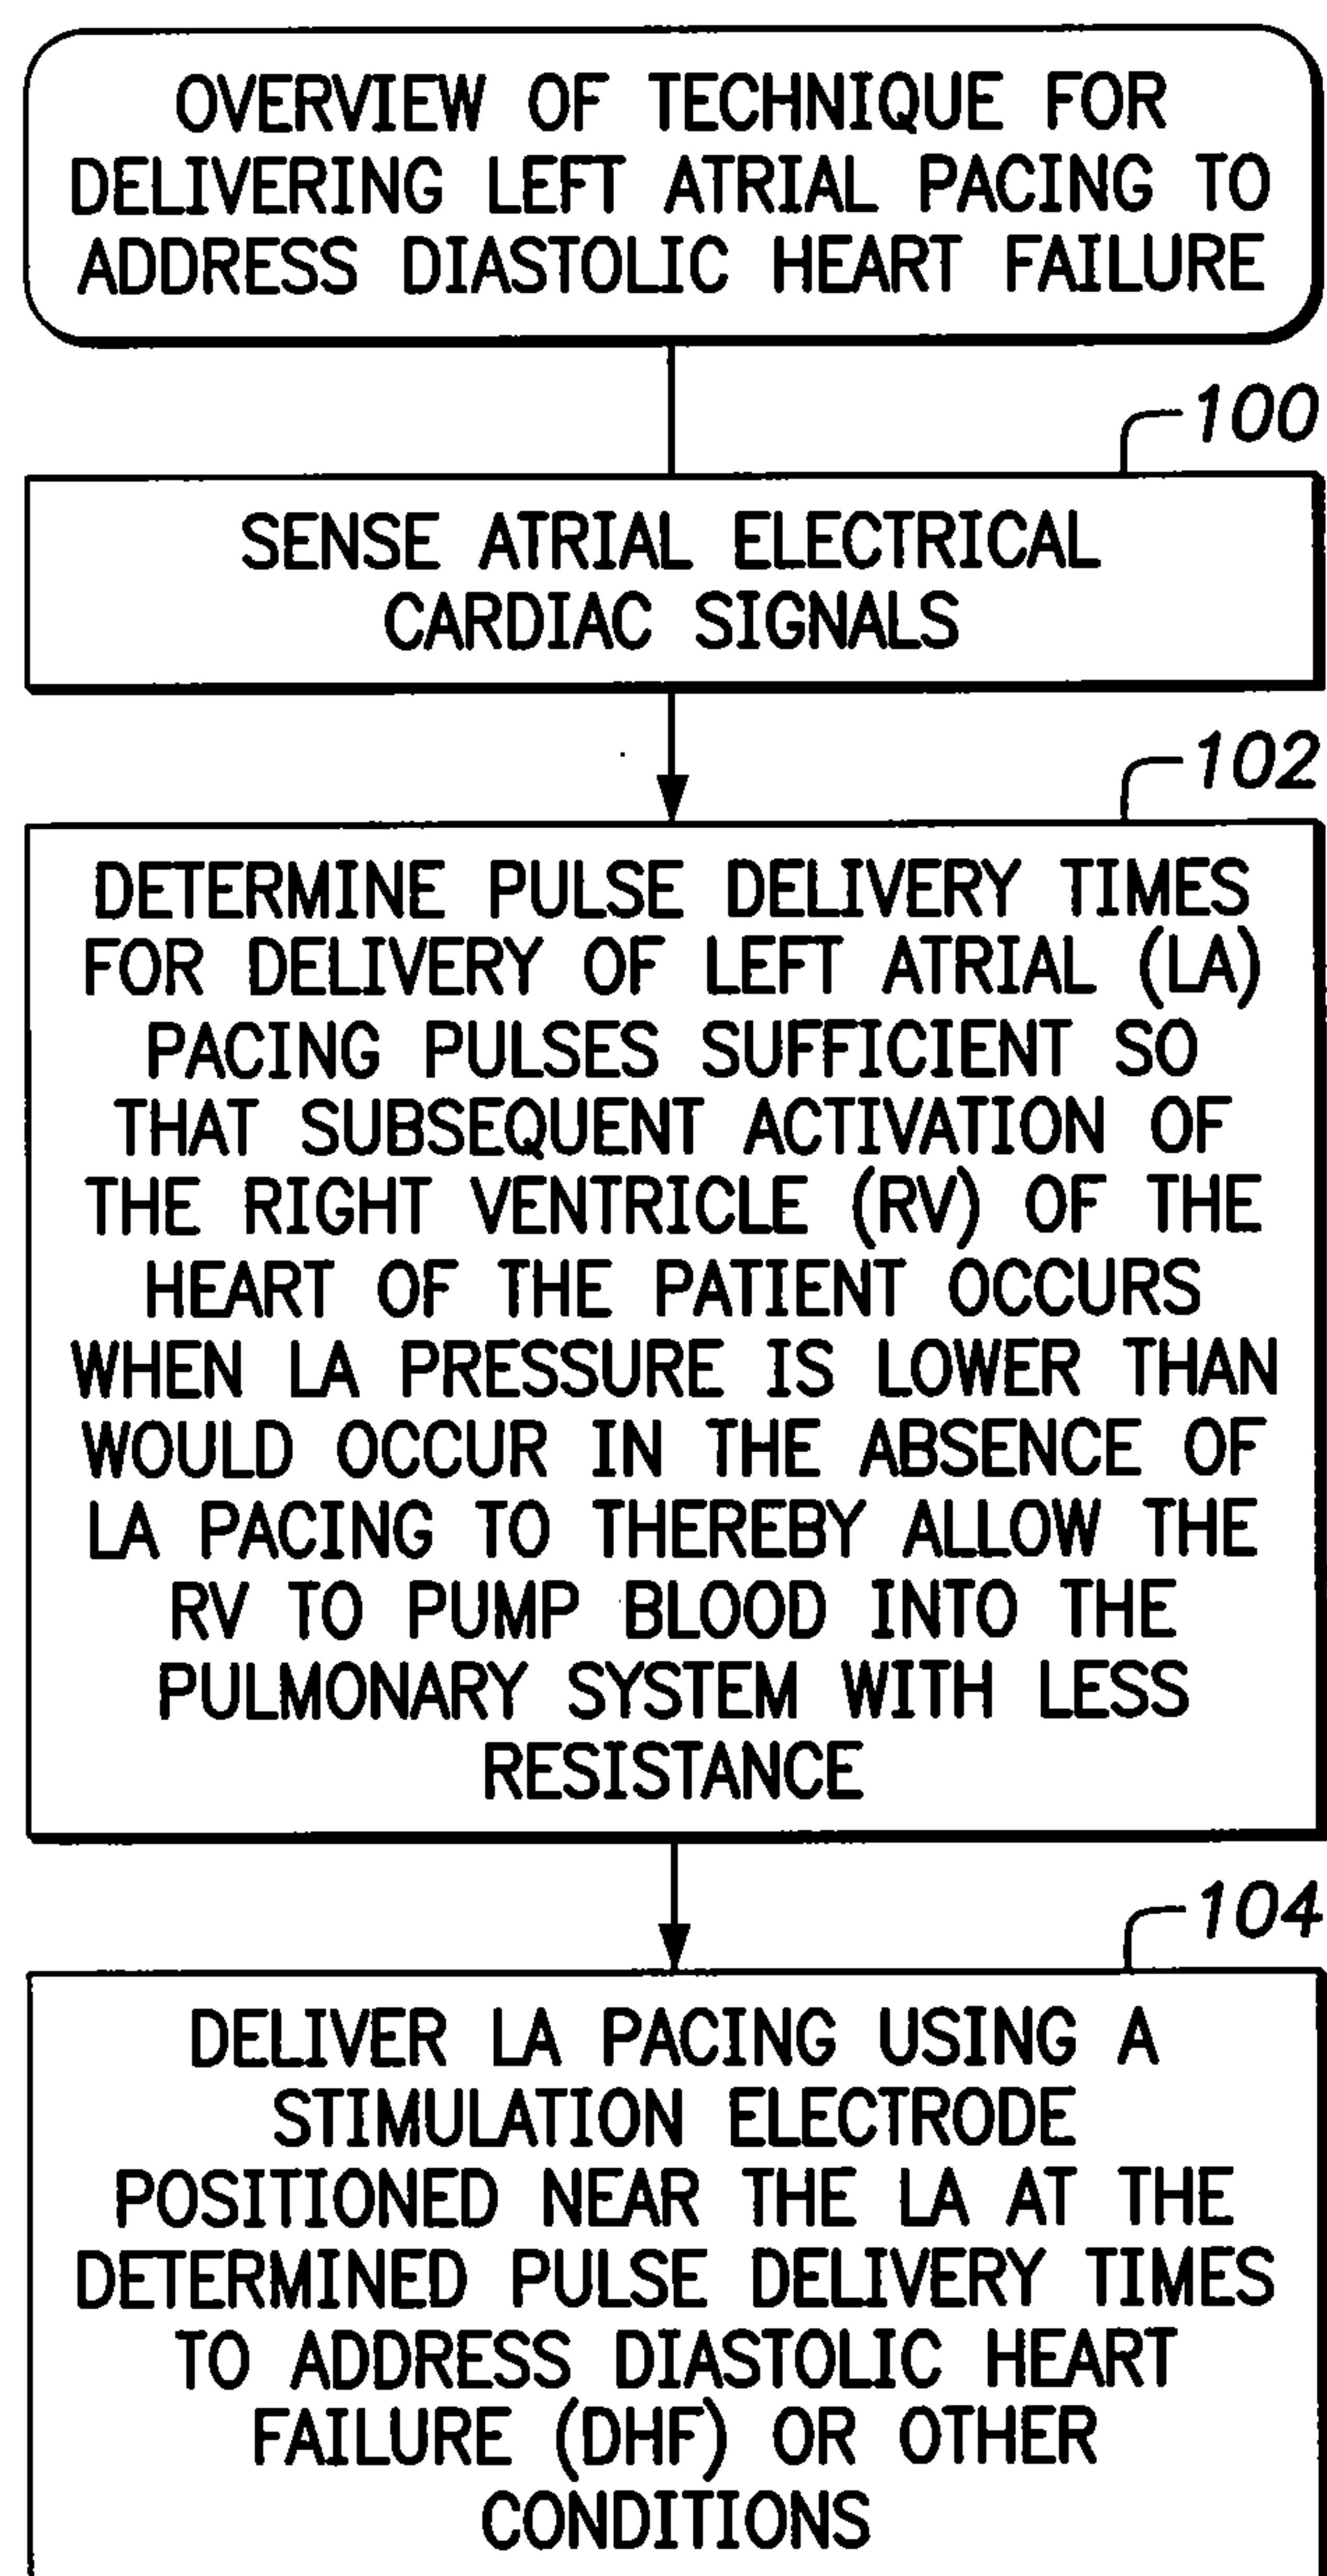 OVERVIEW OF TECHNIQUE FOR
DELIVERING LEFT ATRIAL PACING TO
ADDRESS DIASTOLIC HEART FAILURE
100
SENSE ATRIAL ELECTRICAL
CARDIAC SIGNALS
102
DETERMINE PULSE DELIVERY TIMES
FOR DELIVERY OF LEFT ATRIAL (LA)
PACING PULSES SUFFICIENT SO
THAT SUBSEQUENT ACTIVATION OF
THE RIGHT VENTRICLE (RV) OF THE
HEART OF THE PATIENT OCCURS
WHEN LA PRESSURE IS LOWER THAN
WOULD OCCUR IN THE ABSENCE OF
LA PACING TO THEREBY ALLOW THE
RV TO PUMP BLOOD INTO THE
PULMONARY SYSTEM WITH LESS
RESISTANCE
104
DELIVER LA PACING USING A
STIMULATION ELECTRODE
POSITIONED NEAR THE LA AT THE
DETERMINED PULSE DELIVERY TIMES
TO ADDRESS DIASTOLIC HEART
FAILURE (DHF) OR OTHER
CONDITIONS